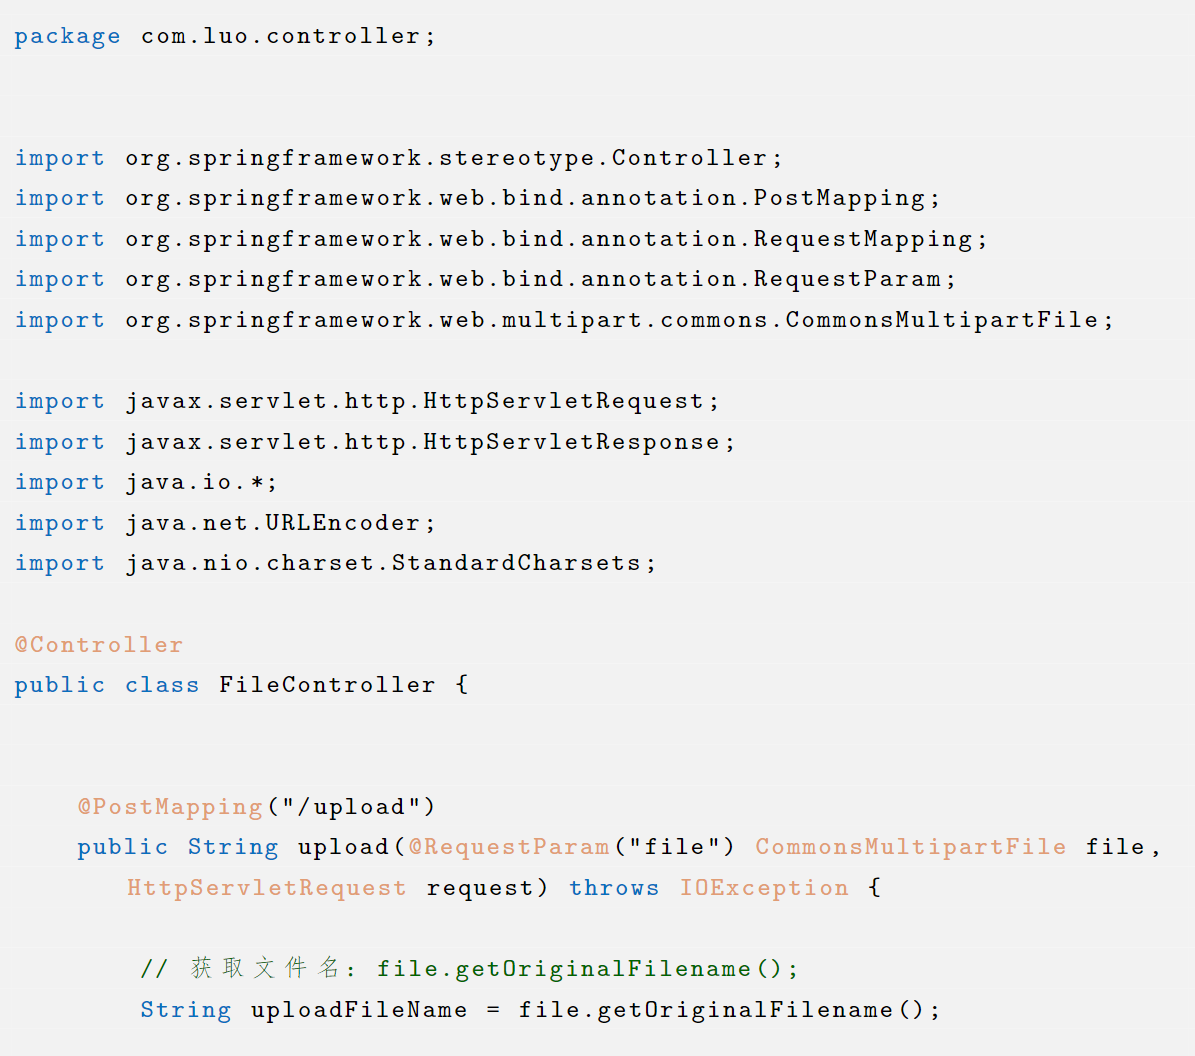 package com.luo.controller;
import org.springframework.stereotype.Controller;
import org.springframework.web.bind.annotation.PostMapping;
import org.springframework.web.bind.annotation.RequestMapping;
import org.springframework.web.bind.annotation.RequestParam;
import org.springframework.web.multipart.commons.CommonsMultipartFile;
import javax.servlet.http.HttpServletRequest;
import javax.servlet.http.HttpServletResponse;
import java.io.*;
import java.net.URLEncoder;
import java.nio.charset.StandardCharsets;
@Controller
public class FileController {
@PostMapping("/upload")
public String upload(@RequestParam("file") CommonsMultipartFile file,
HttpServletRequest request) throws IOException {
// 获取文件名: file.getOriginalFilename();
String uploadFileName = file.getOriginalFilename();